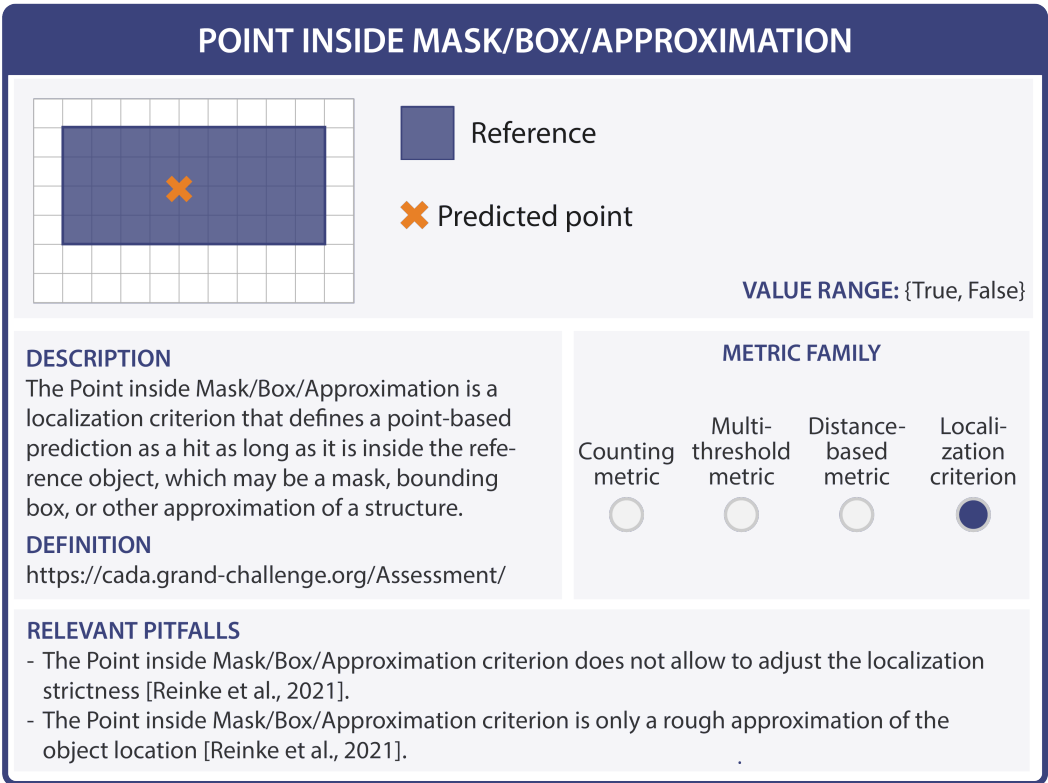 POINT INSIDE MASK/BOX/APPROXIMATION
Reference
Predicted point
VALUE RANGE: {True, False}
DESCRIPTION
The Point inside Mask/Box/Approximation is a
localization criterion that defines a point-based
prediction as a hit as long as it is inside the refe-
rence object, which may be a mask, bounding
box, or other approximation of a structure.
DEFINITION
https://cada.grand-challenge.org/Assessment/
METRIC FAMILY
Counting
metric
Multi-
threshold
metric
Distance-
based
metric
Locali-
zation
criterion
RELEVANT PITFALLS
- The Point inside Mask/Box/Approximation criterion does not allow to adjust the localization
strictness [Reinke et al., 2021].
- The Point inside Mask/Box/Approximation criterion is only a rough approximation of the
object location [Reinke et al., 2021].
.